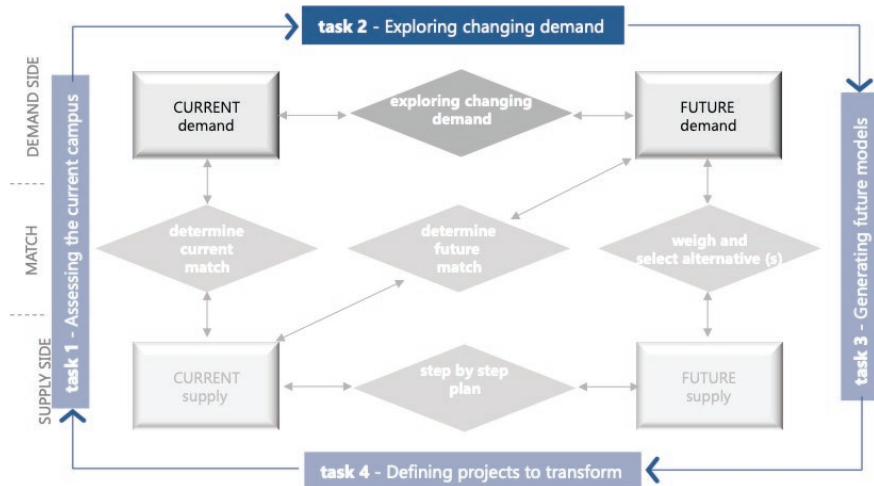 task 2 - Exploring changing demand
DEMAND SIDE
MATCH
SUPPLY SIDE
task 1 - Assessing the current campus
CURRENT
demand
exploring changing
demand
FUTURE
demand
determine
current
match
determine
future
match
weigh and
select alternative (s)
CURRENT
supply
step by step
plan
FUTURE
supply
task 3 - Generating future models
task 4 - Defining projects to transform